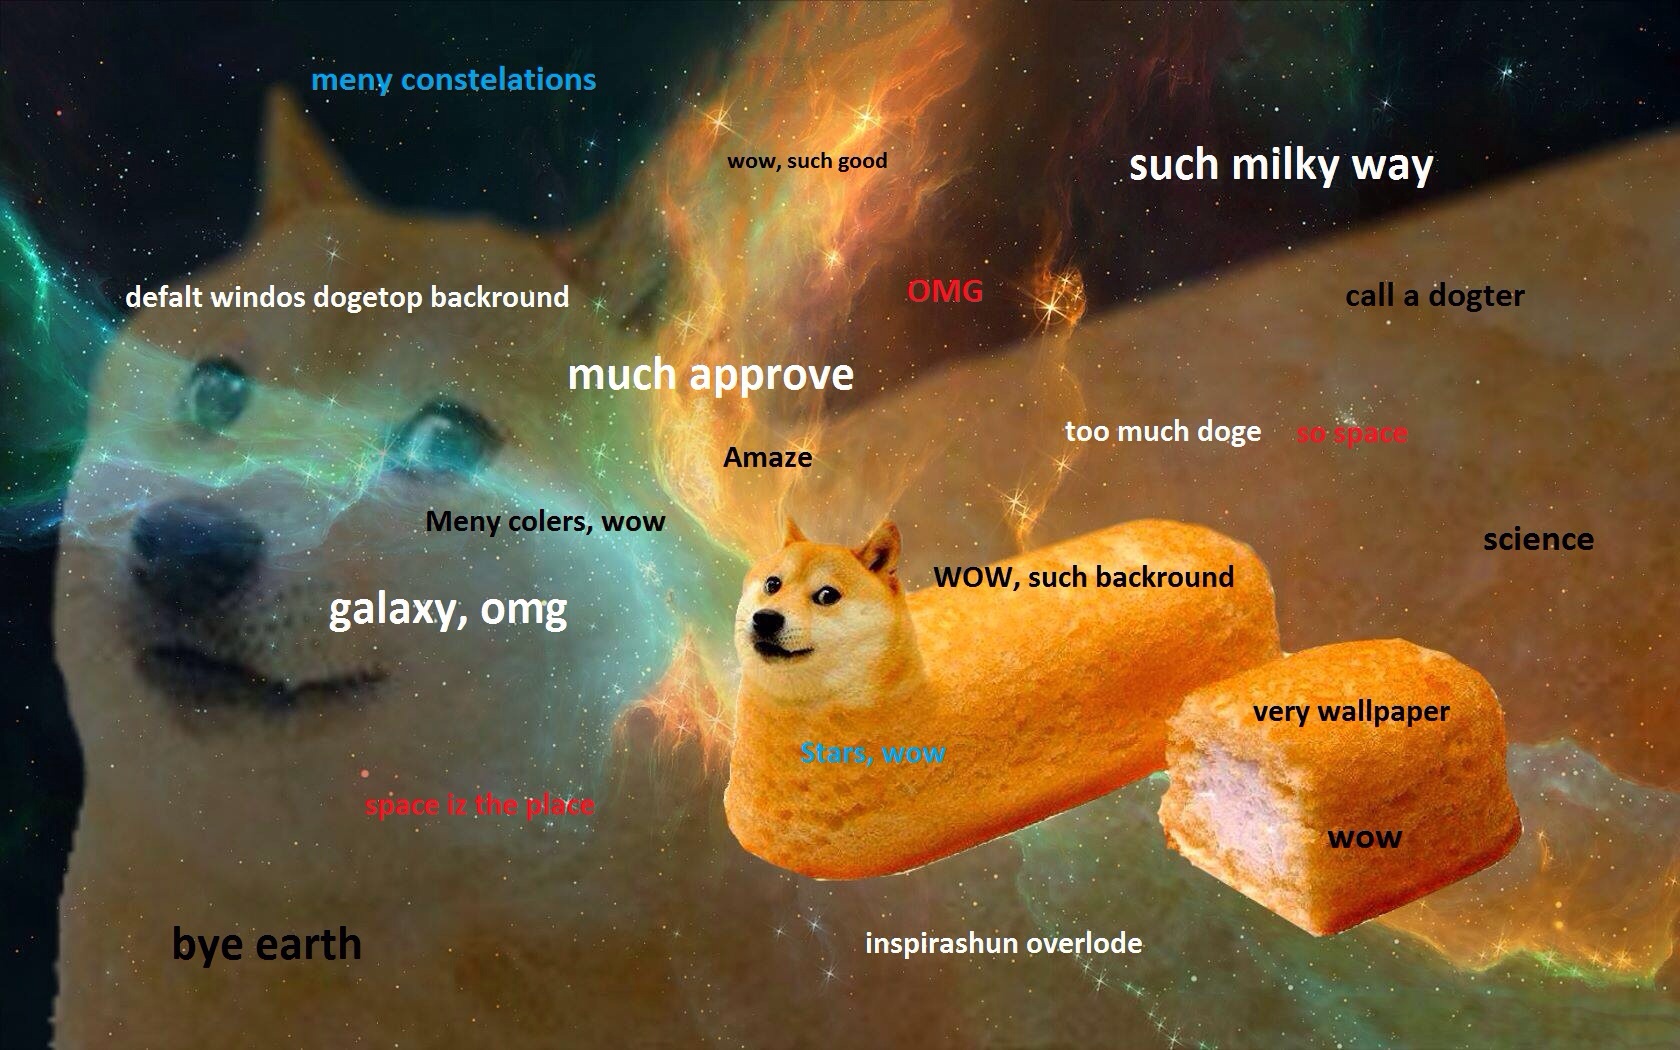 meny constelations
wow, such good
such milky way
defalt windos dogetop backround
OMG
call a dogter
much approve
too much doge
so space
Amaze
Meny colers, wow
science
WOW, such backround
galaxy, omg
very wallpaper
Stars, wow
space iz the place
wow
bye earth
inspirashun overlode